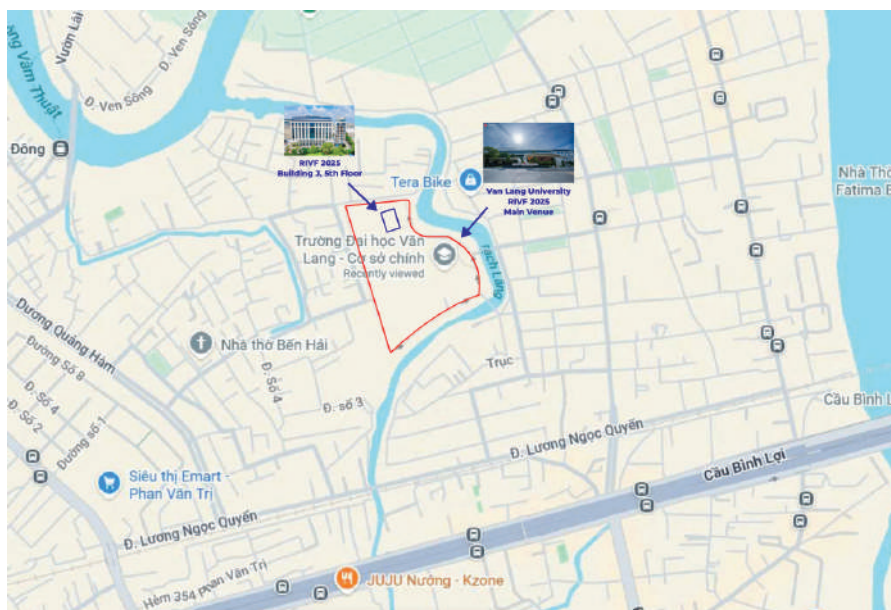 Vườn Lài
ông Vàm Thuật
Đ. Ven Sông
Đ. Ven Sông
Đông
RIVF 2025
Building J, 5th Floor
Tera Bike
Van Lang University
RIVF 2025
Main Venue
Nhà Thờ
Fatima B
Trường Đại học Văn
Lang - Cơ sở chính
Recently viewed
rạch Lăng
Dương Quảng Hàm
Đường Số 8
Đ. Số 4
Đ. Số 2
Đường số 1
Nhà thờ Bến Hải
Đ. Số 4
Đ. số 3
Trục
Cầu Bình L
Đ. Lương Ngọc Quyến
Cầu Bình Lợi
Siêu thị Emart -
Phan Văn Trị
Đ. Lương Ngọc Quyến
Hẻm 354 Phan Văn Trị
JUJU Nướng - Kzone